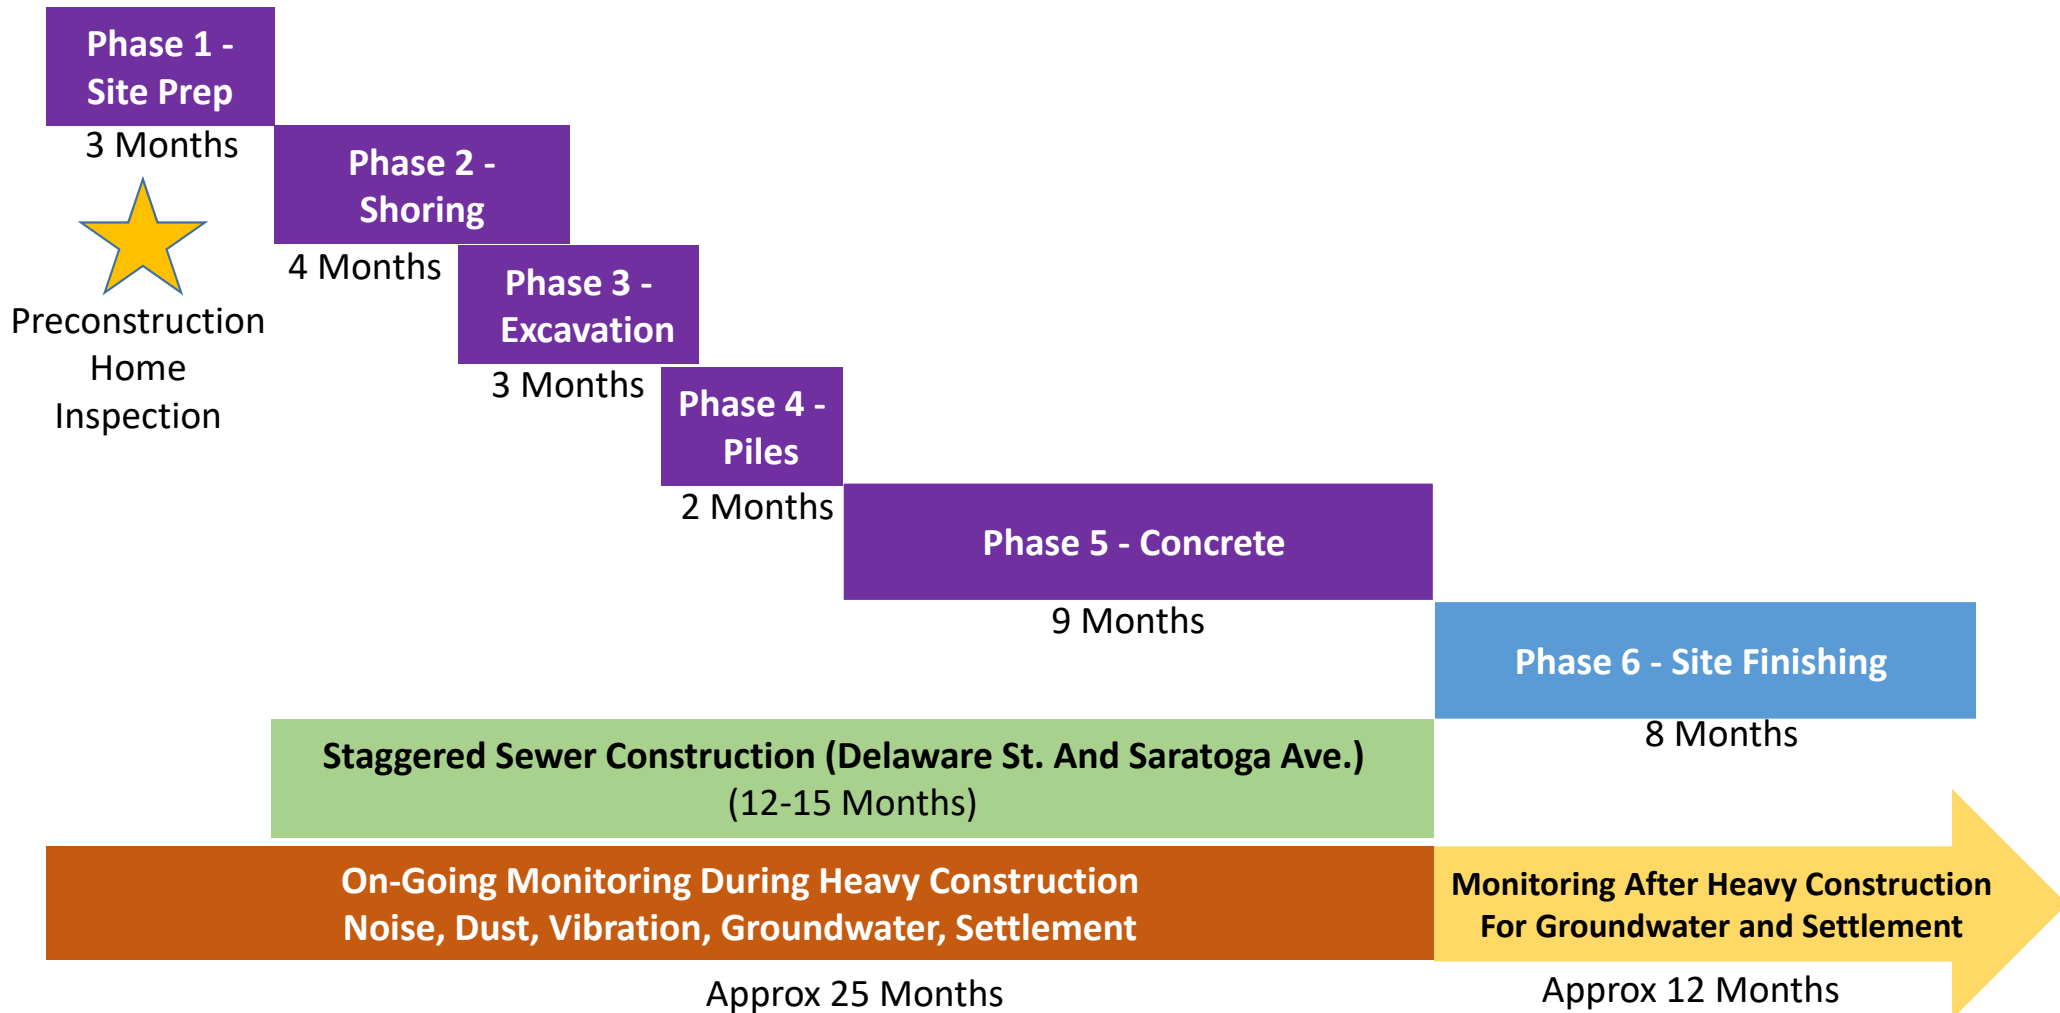 Phase 1 -
Site Prep
3 Months
Preconstruction
Home
Inspection
Phase 2 -
Shoring
4 Months
Phase 3 -
Excavation
3 Months
Phase 4 -
Piles
2 Months
Phase 5 - Concrete
9 Months
Phase 6 - Site Finishing
8 Months
Staggered Sewer Construction (Delaware St. And Saratoga Ave.)
(12-15 Months)
On-Going Monitoring During Heavy Construction
Noise, Dust, Vibration, Groundwater, Settlement
Approx 25 Months
Monitoring After Heavy Construction
For Groundwater and Settlement
Approx 12 Months